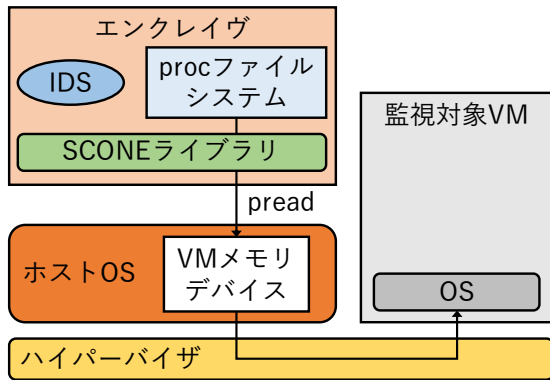 エンクレイヴ
IDS
procファイル
システム
SCONEライブラリ
pread
ホストOS
VMメモリ
デバイス
監視対象VM
OS
ハイパーバイザ